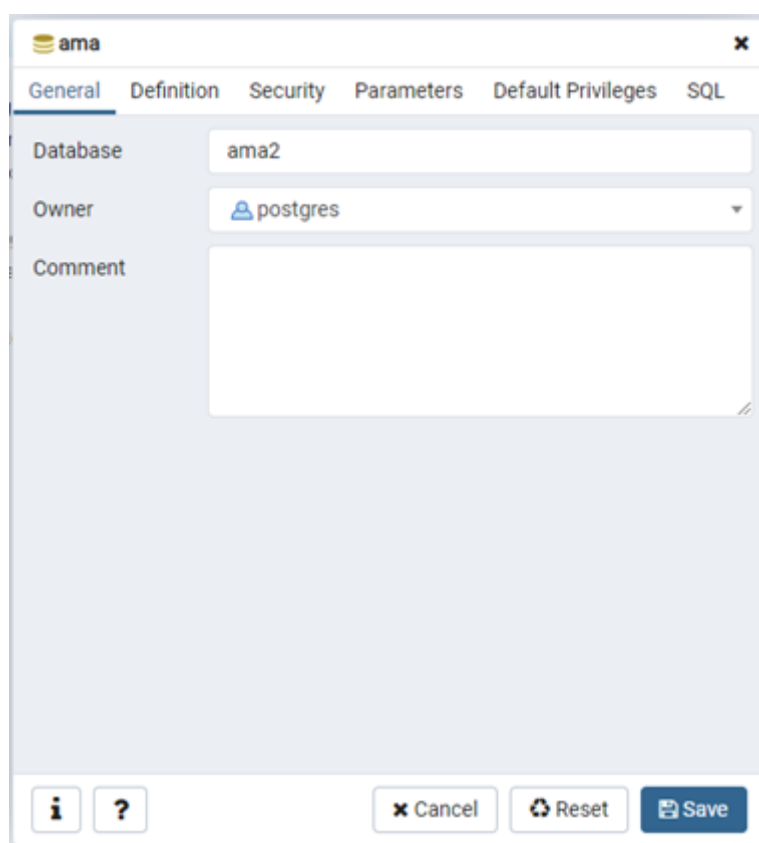 ama
General Definition Security Parameters Default Privileges SQL
Database ama2
Owner postgres
Comment
i ? Cancel Reset Save